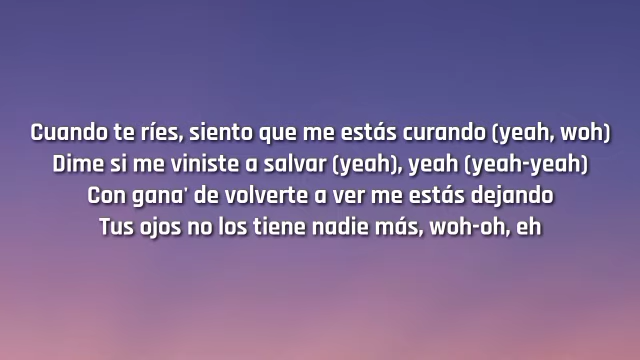 Cuando te ríes, siento que me estás curando (yeah, woh)
Dime si me viniste a salvar (yeah), yeah (yeah-yeah)
Con gana' de volverte a ver me estás dejando
Tus ojos no los tiene nadie más, woh-oh, eh